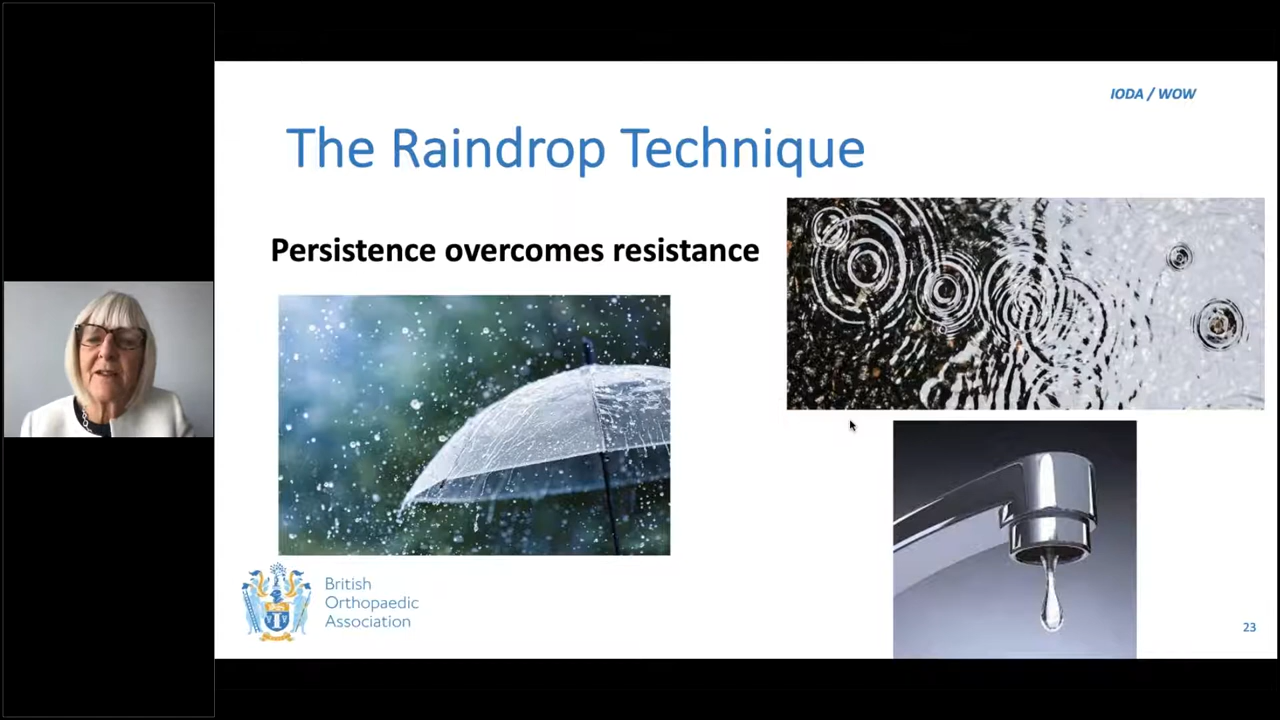 IODA / WOW
The Raindrop Technique
Persistence overcomes resistance
British
Orthopaedic
Association
23